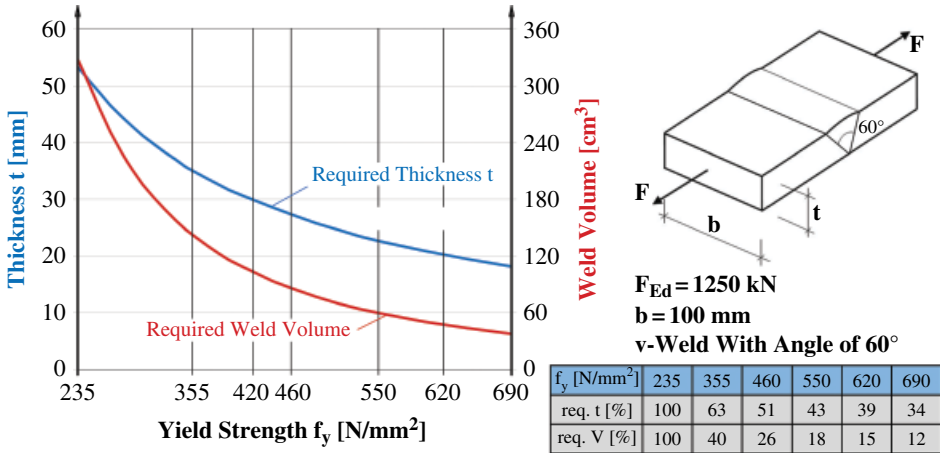 60
50
40
30
20
10
0
Thickness t [mm]
360
300
240
180
120
60
0
Weld Volume [cm³]
Required Thickness t
Required Weld Volume
235 355 420 460 550 620 690
Yield Strength f_y [N/mm²]
F
60°
F
t
b
F_Ed = 1250 kN
b = 100 mm
v-Weld With Angle of 60°
f_y [N/mm²] 235 355 460 550 620 690
req. t [%] 100 63 51 43 39 34
req. V [%] 100 40 26 18 15 12